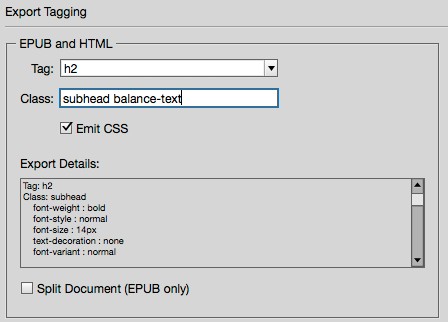 Export Tagging
EPUB and HTML
Tag: h2
Class: subhead balance-text
Emit CSS
Export Details:
Tag: h2
Class: subhead
font-weight : bold
font-style : normal
font-size : 14px
text-decoration : none
font-variant : normal
Split Document (EPUB only)